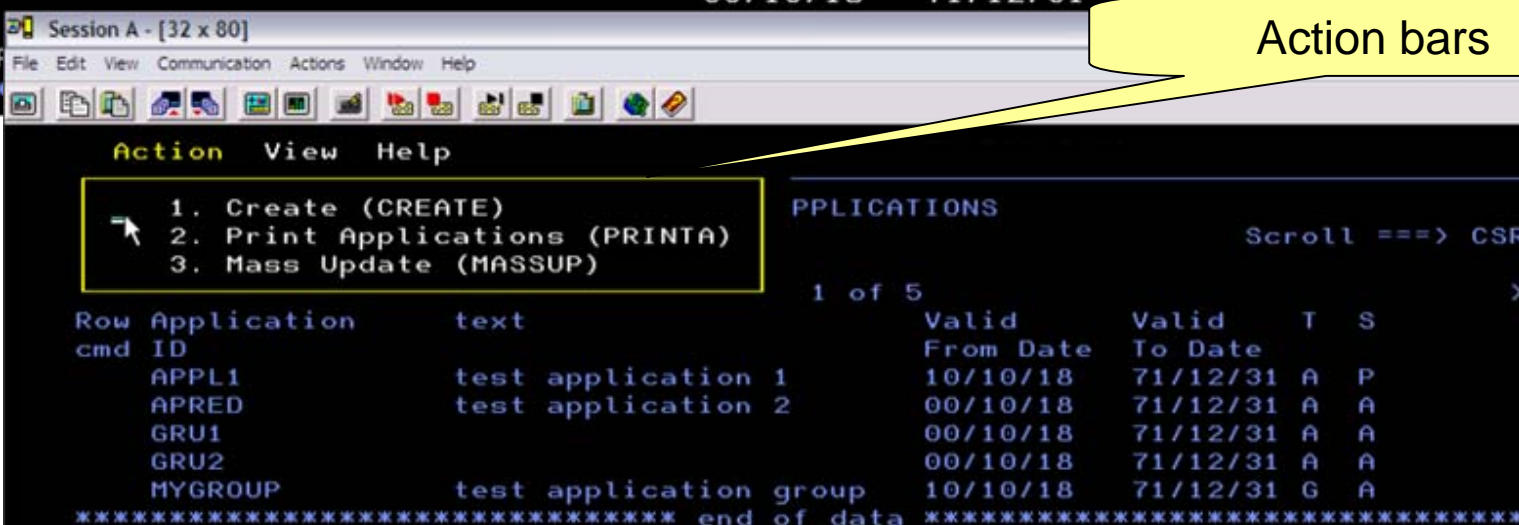 Action bars
Session A - [32 x 80]
File Edit View Communication Actions Window Help
Action View Help
1. Create (CREATE)
2. Print Applications (PRINTA)
3. Mass Update (MASSUP)
PPLICATIONS
Scroll ===> CSR
1 of 5
Row Application text Valid Valid T S
cmd ID From Date To Date
APPL1 test application 1 10/10/18 71/12/31 A P
APRED test application 2 00/10/18 71/12/31 A A
GRU1 00/10/18 71/12/31 A A
GRU2 00/10/18 71/12/31 A A
MYGROUP test application group 10/10/18 71/12/31 G A
******************************** end of data ********************************